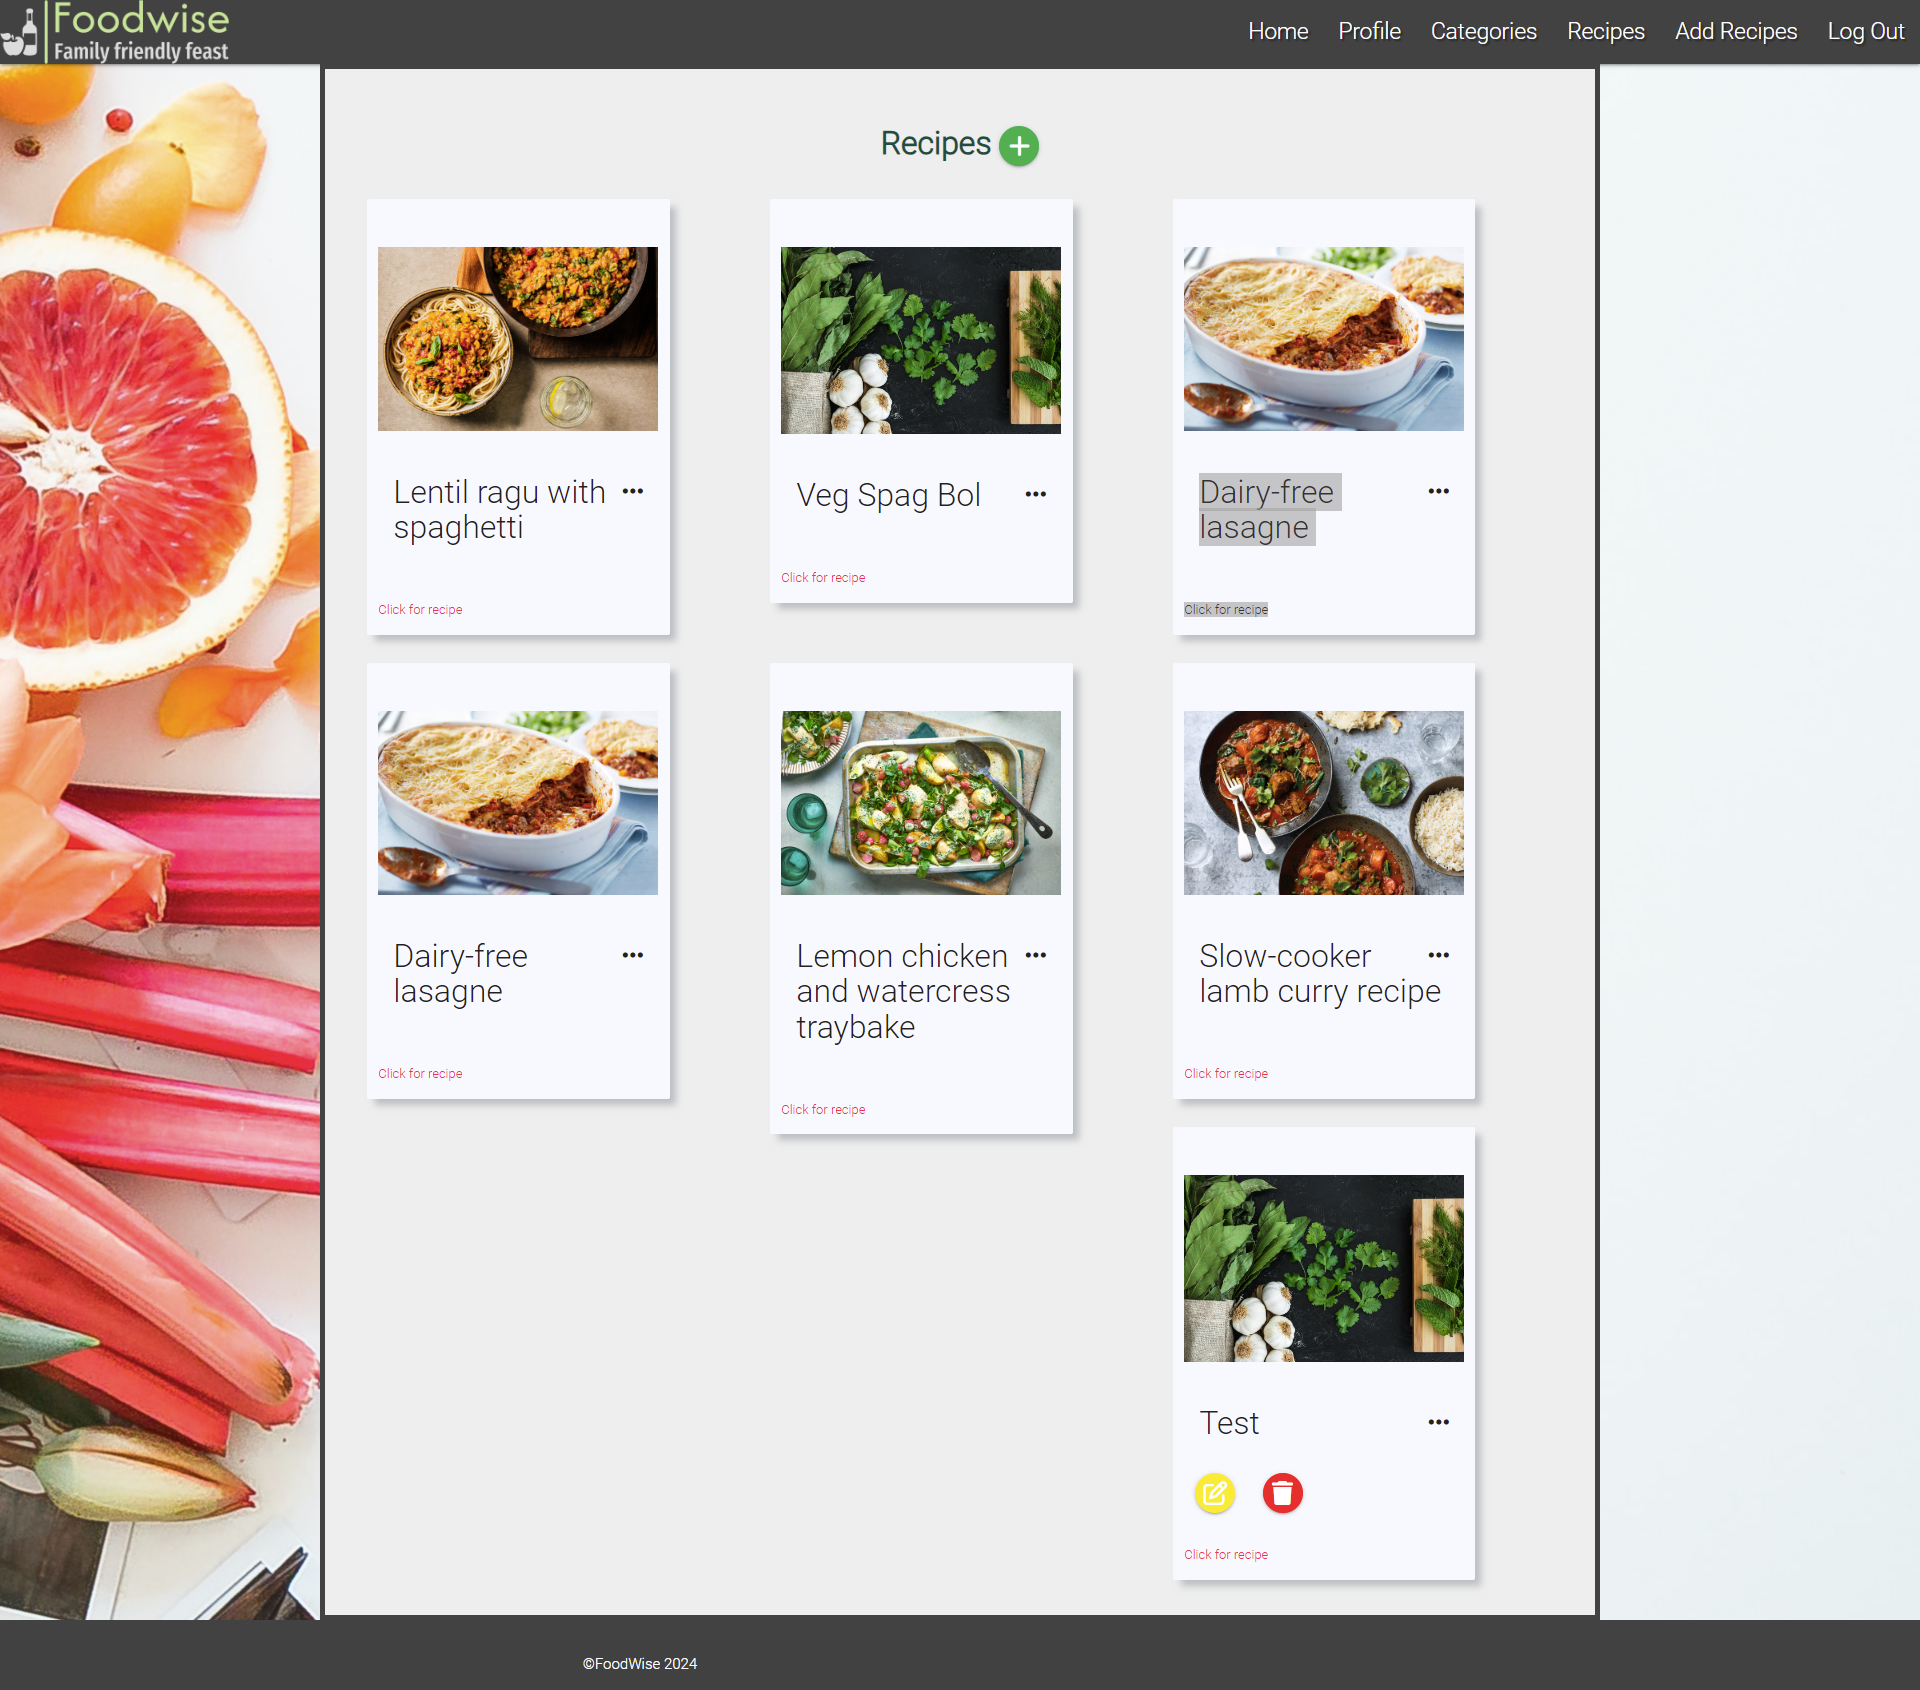 Foodwise
Family friendly feast
Home Profile Categories Recipes Add Recipes Log Out
Recipes
Lentil ragu with
spaghetti
Click for recipe
Veg Spag Bol
Click for recipe
Dairy-free
lasagne
Click for recipe
Dairy-free
lasagne
Click for recipe
Lemon chicken
and watercress
traybake
Click for recipe
Slow-cooker
lamb curry recipe
Click for recipe
Test
Click for recipe
©FoodWise 2024